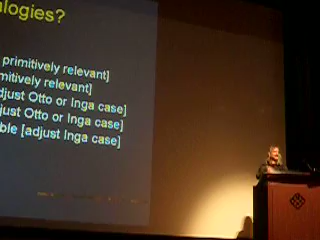 alogies?
primitively relevant]
mitively relevant]
djust Otto or Inga case]
just Otto or Inga case]
ble [adjust Inga case]